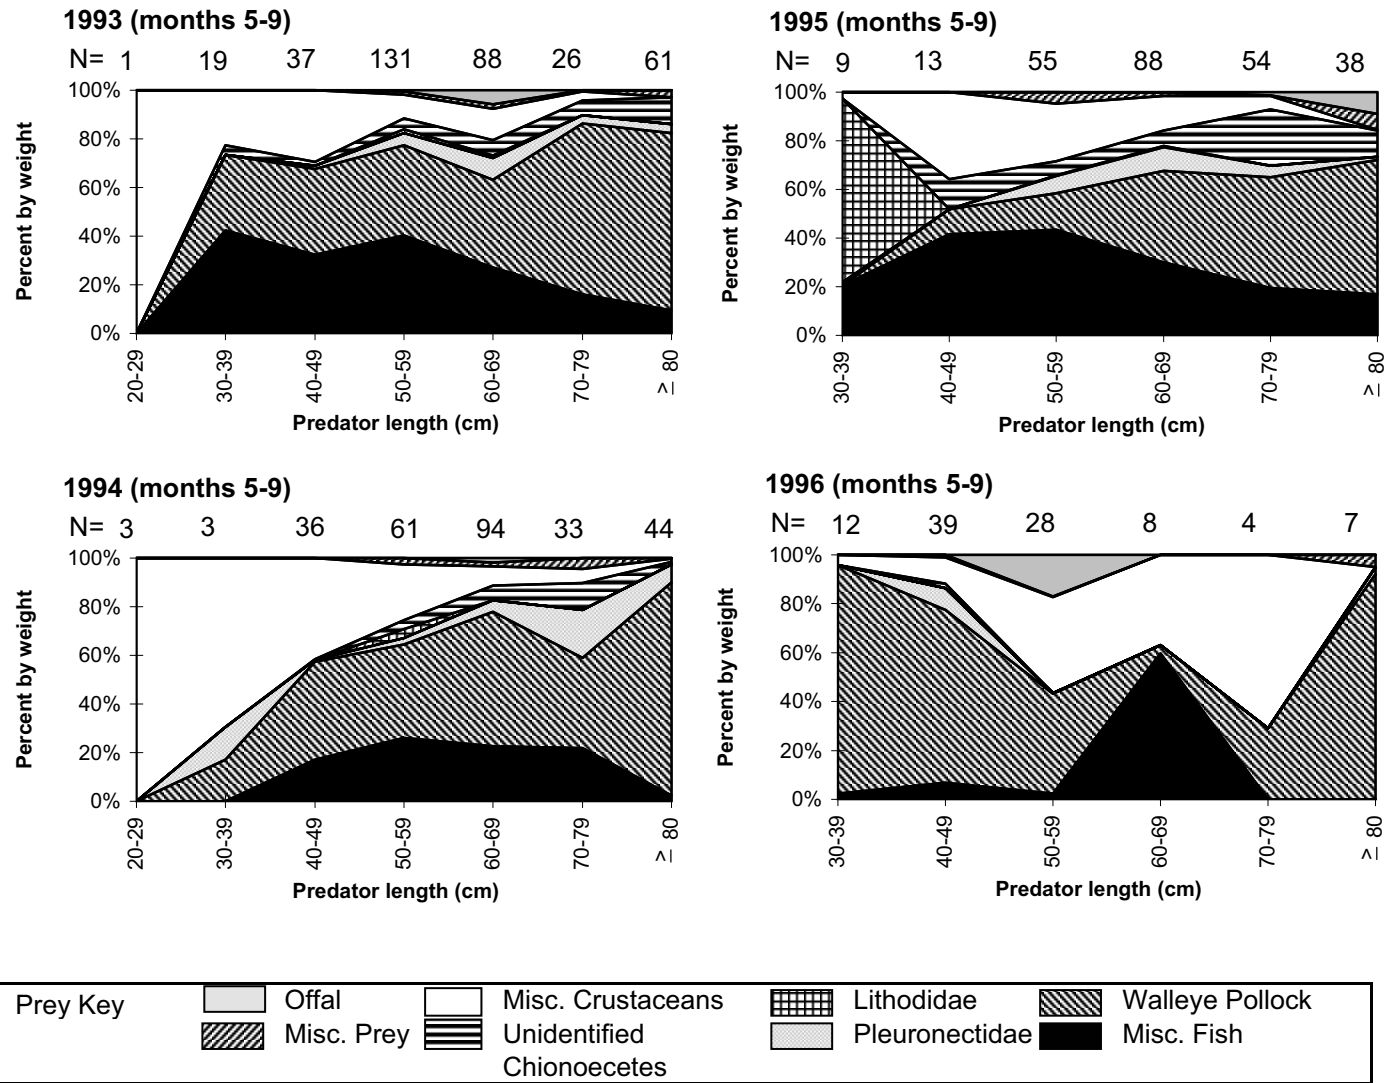 1993 (months 5-9)
N= 1 19 37 131 88 26 61
100%
80%
60%
40%
20%
0%
Percent by weight
20-29
30-39
40-49
50-59
60-69
70-79
≥ 80
Predator length (cm)
1995 (months 5-9)
N= 9 13 55 88 54 38
100%
80%
60%
40%
20%
0%
Percent by weight
30-39
40-49
50-59
60-69
70-79
≥ 80
Predator length (cm)
1994 (months 5-9)
N= 3 3 36 61 94 33 44
100%
80%
60%
40%
20%
0%
Percent by weight
20-29
30-39
40-49
50-59
60-69
70-79
≥ 80
Predator length (cm)
1996 (months 5-9)
N= 12 39 28 8 4 7
100%
80%
60%
40%
20%
0%
Percent by weight
30-39
40-49
50-59
60-69
70-79
≥ 80
Predator length (cm)
Prey Key
Offal
Misc. Crustaceans
Lithodidae
Walleye Pollock
Misc. Prey
Unidentified
Chionoecetes
Pleuronectidae
Misc. Fish